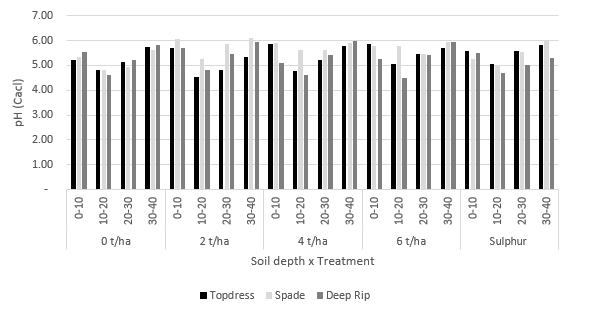 7.00
6.00
5.00
4.00
3.00
2.00
1.00
-
pH (Cacl)
0-10 10-20 20-30 30-40 0-10 10-20 20-30 30-40 0-10 10-20 20-30 30-40 0-10 10-20 20-30 30-40 0-10 10-20 20-30 30-40
0 t/ha 2 t/ha 4 t/ha 6 t/ha Sulphur
Soil depth x Treatment
Topdress Spade Deep Rip